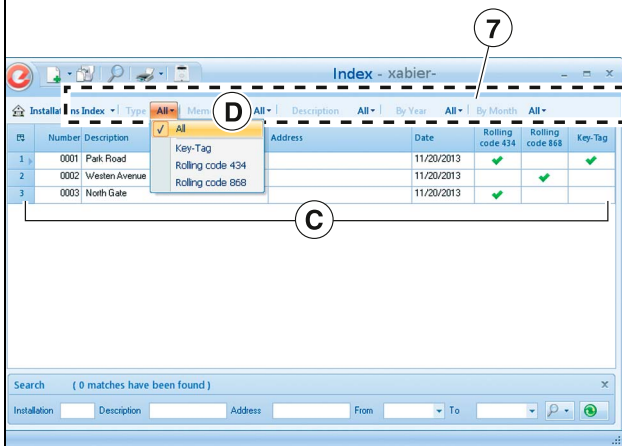 7
Index - xabier-
Installati ns Index Type All Mem D All Description All By Year All By Month All
Number Description Address Date Rolling code 434 Rolling code 868 Key-Tag
All
Key-Tag
Rolling code 434
Rolling code 868
1 0001 Park Road 11/20/2013
2 0002 Westen Avenue 11/20/2013
3 0003 North Gate 11/20/2013
C
Search ( 0 matches have been found )
Installation Description Address From To